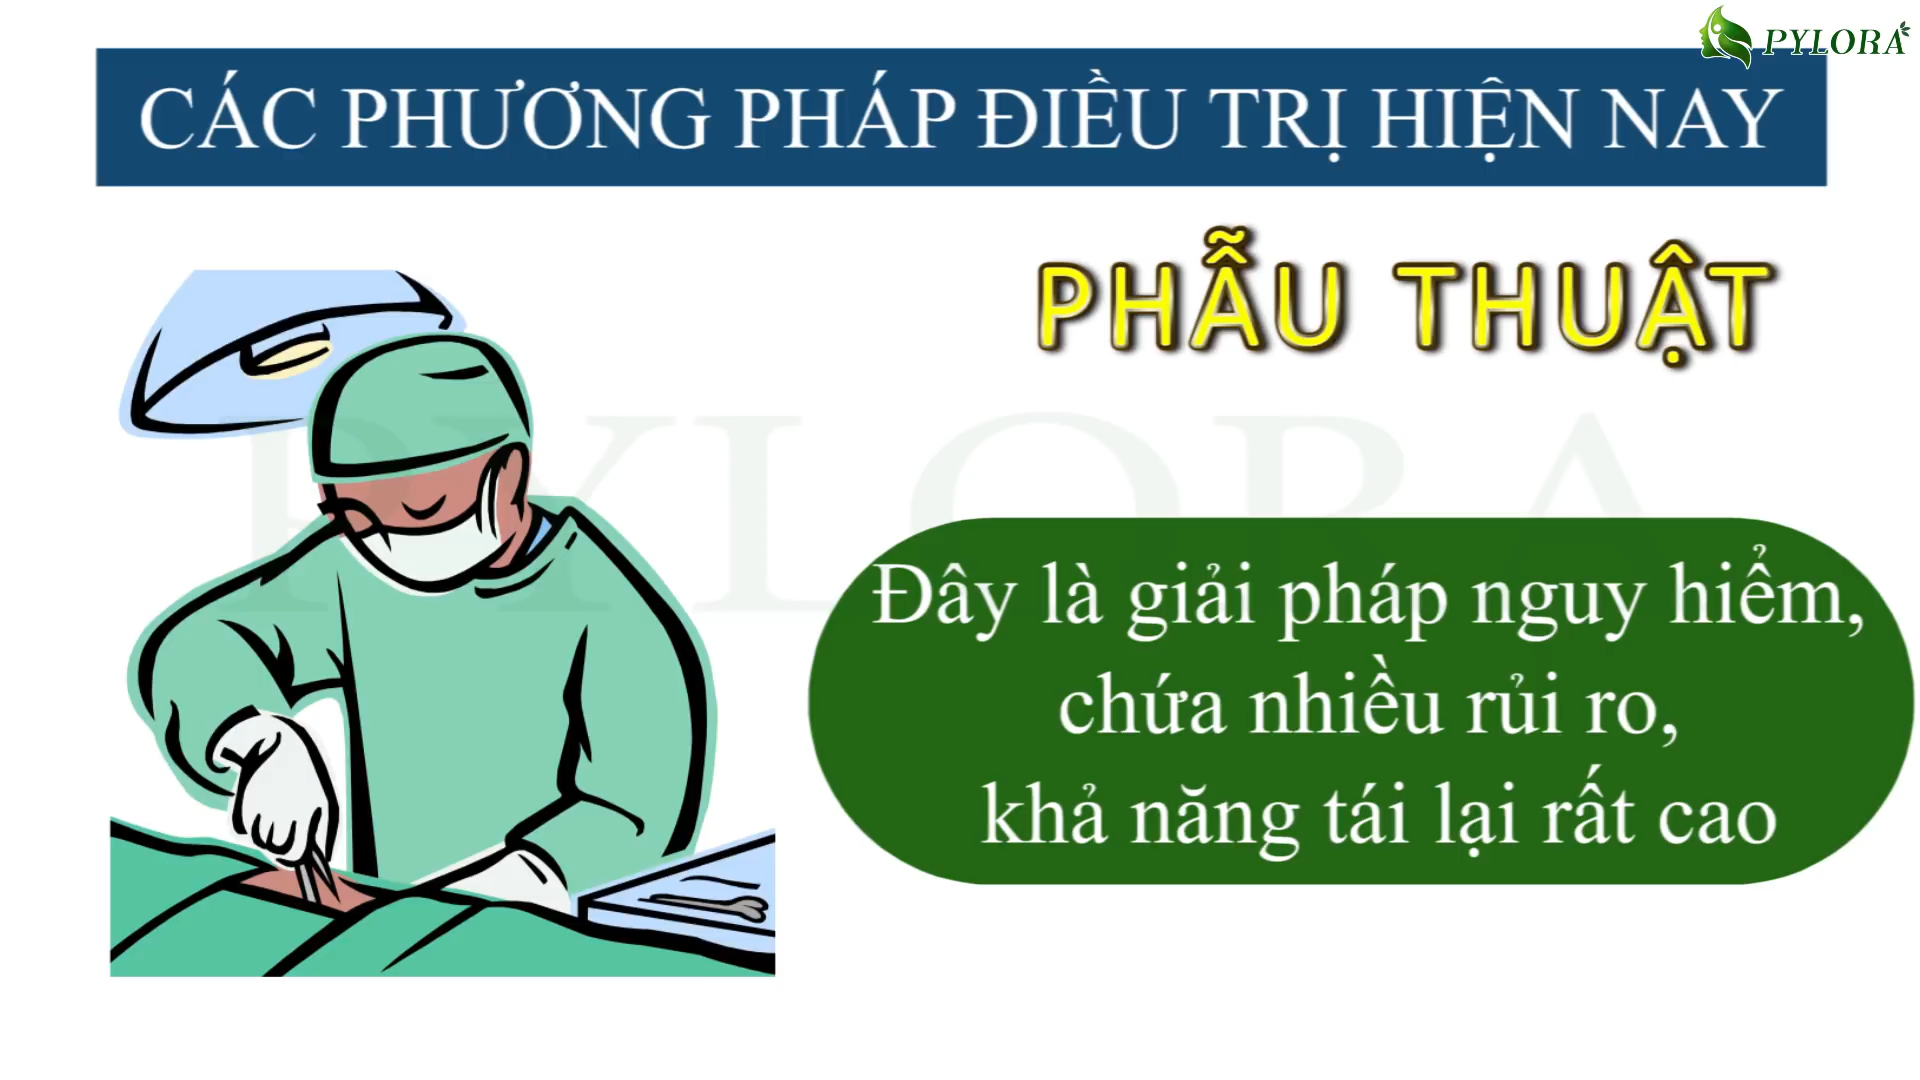 PYLORA
CÁC PHƯƠNG PHÁP ĐIỀU TRỊ HIỆN NAY
PHẪU THUẬT
PYLORA
Đây là giải pháp nguy hiểm,
chứa nhiều rủi ro,
khả năng tái lại rất cao